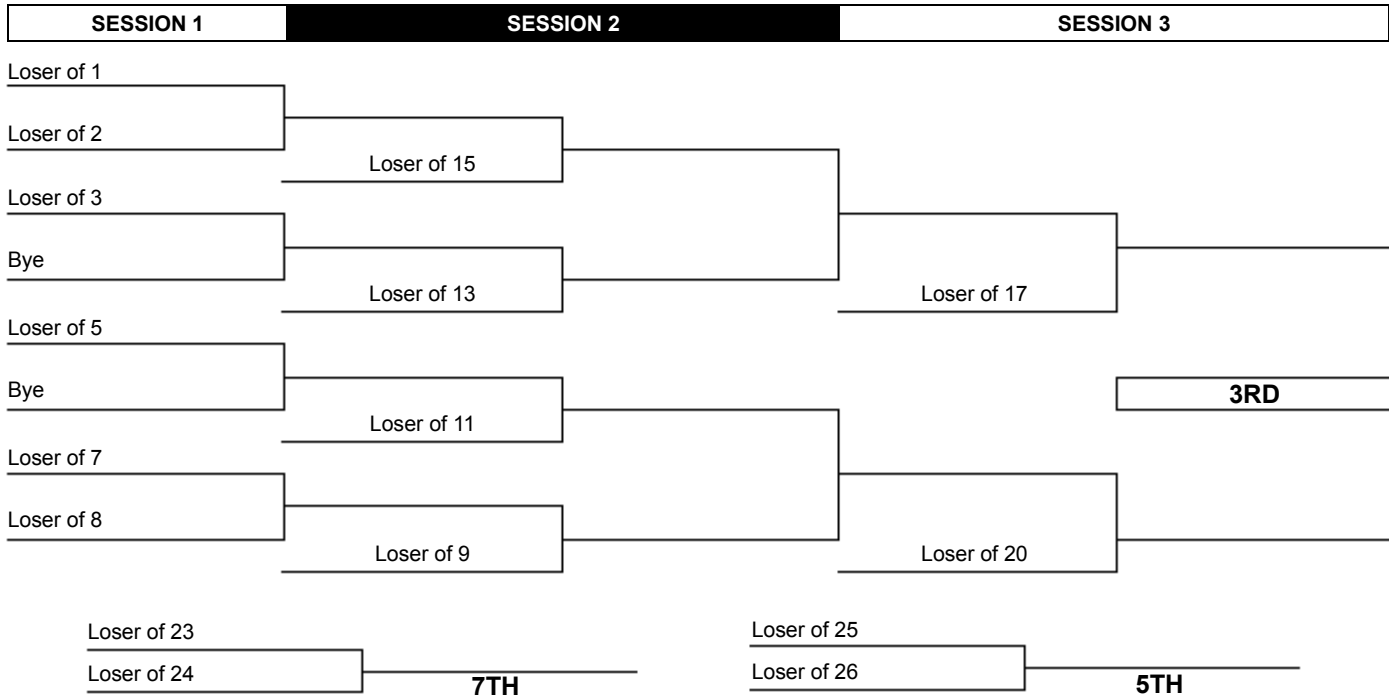 SESSION 1
SESSION 2
SESSION 3
Loser of 1
Loser of 2
Loser of 15
Loser of 3
Bye
Loser of 13
Loser of 17
Loser of 5
Bye
3RD
Loser of 11
Loser of 7
Loser of 8
Loser of 9
Loser of 20
Loser of 23
Loser of 24
7TH
Loser of 25
Loser of 26
5TH